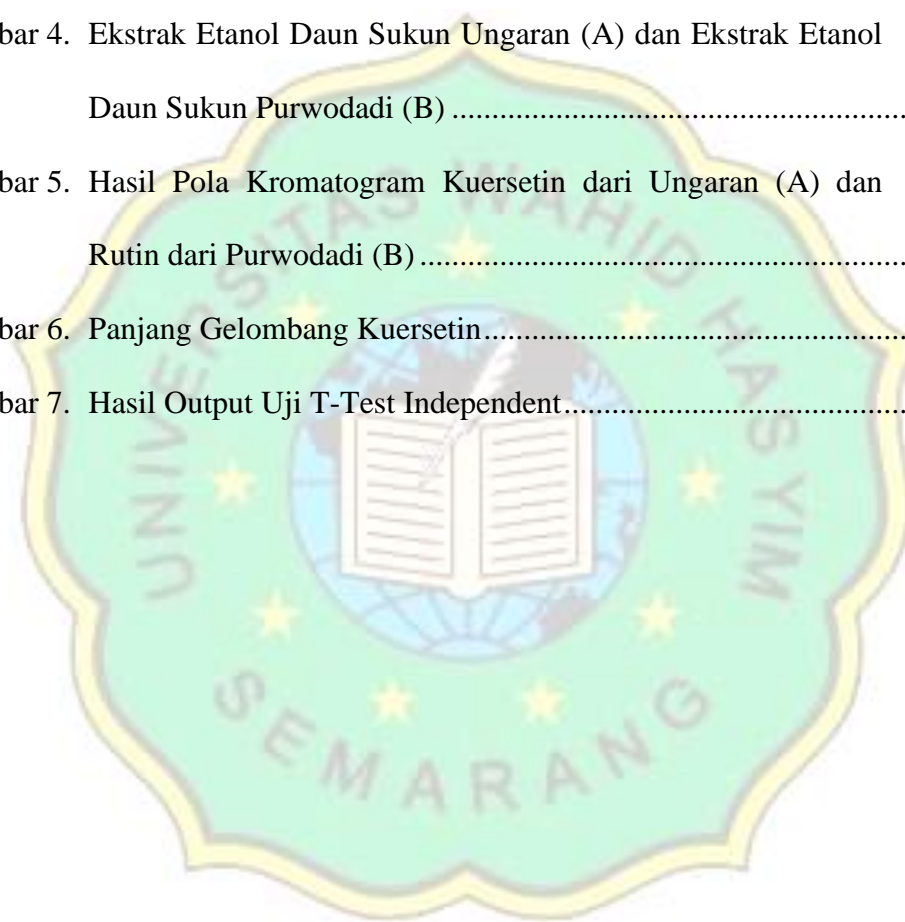 bar 4. Ekstrak Etanol Daun Sukun Ungaran (A) dan Ekstrak Etanol
Daun Sukun Purwodadi (B) ................................................
bar 5. Hasil Pola Kromatogram Kuersetin dari Ungaran (A) dan
Rutin dari Purwodadi (B) ....................................................
bar 6. Panjang Gelombang Kuersetin.............................................
bar 7. Hasil Output Uji T-Test Independent....................................
UNIVERSITAS WAHID HASYIM
SEMARANG